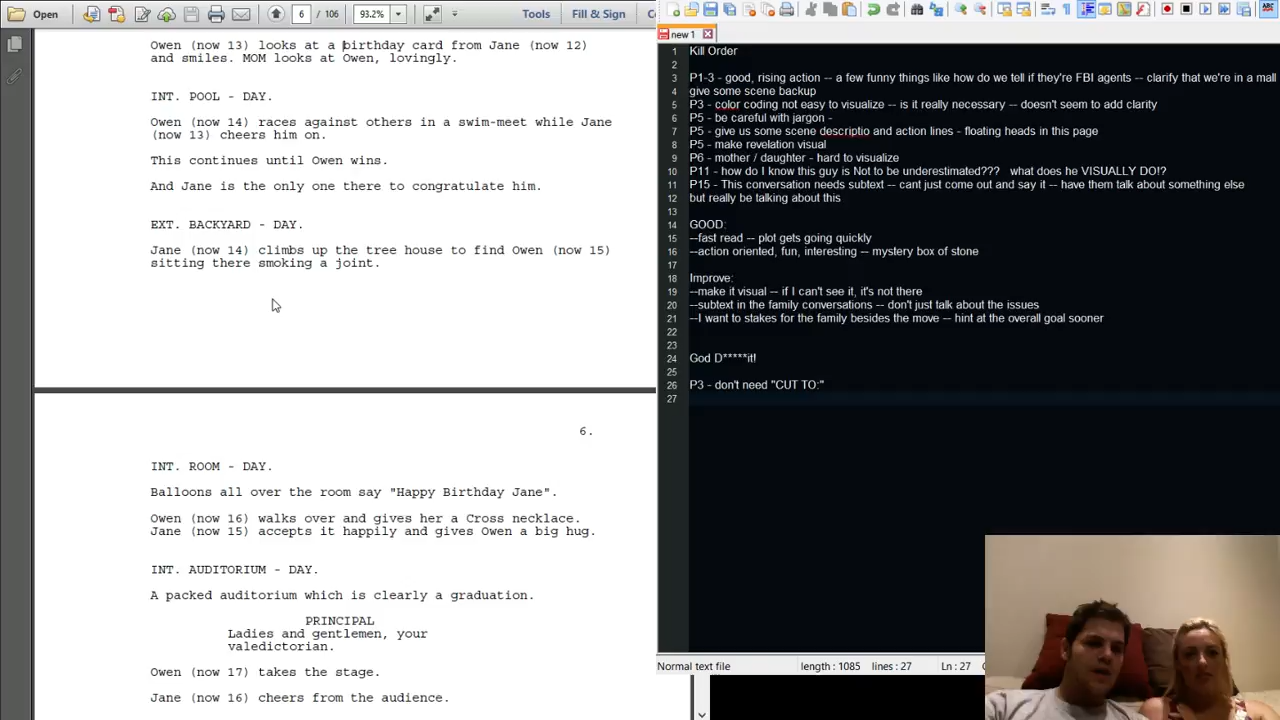 Open
6
/ 106
93.2%
Tools
Fill & Sign
Owen (now 13) looks at a birthday card from Jane (now 12)
and smiles. MOM looks at Owen, lovingly.
INT. POOL - DAY.
Owen (now 14) races against others in a swim-meet while Jane
(now 13) cheers him on.
This continues until Owen wins.
And Jane is the only one there to congratulate him.
EXT. BACKYARD - DAY.
Jane (now 14) climbs up the tree house to find Owen (now 15)
sitting there smoking a joint.
6.
INT. ROOM - DAY.
Balloons all over the room say "Happy Birthday Jane".
Owen (now 16) walks over and gives her a Cross necklace.
Jane (now 15) accepts it happily and gives Owen a big hug.
INT. AUDITORIUM - DAY.
A packed auditorium which is clearly a graduation.
PRINCIPAL
Ladies and gentlemen, your
valedictorian.
Owen (now 17) takes the stage.
Jane (now 16) cheers from the audience.
new 1
1 Kill Order
2
3 P1-3 - good, rising action -- a few funny things like how do we tell if they're FBI agents -- clarify that we're in a mall
4 give some scene backup
5 P3 - color coding not easy to visualize -- is it really necessary -- doesn't seem to add clarity
6 P5 - be careful with jargon -
7 P5 - give us some scene descriptio and action lines - floating heads in this page
8 P5 - make revelation visual
9 P6 - mother / daughter - hard to visualize
10 P11 - how do I know this guy is Not to be underestimated??? what does he VISUALLY DO!?
11 P15 - This conversation needs subtext -- cant just come out and say it -- have them talk about something else
12 but really be talking about this
13
14 GOOD:
15 --fast read -- plot gets going quickly
16 --action oriented, fun, interesting -- mystery box of stone
17
18 Improve:
19 --make it visual -- if I can't see it, it's not there
20 --subtext in the family conversations -- don't just talk about the issues
21 --I want to stakes for the family besides the move -- hint at the overall goal sooner
22
23
24 God D*****it!
25
26 P3 - don't need "CUT TO:"
27
Normal text file
length : 1085
lines : 27
Ln : 27